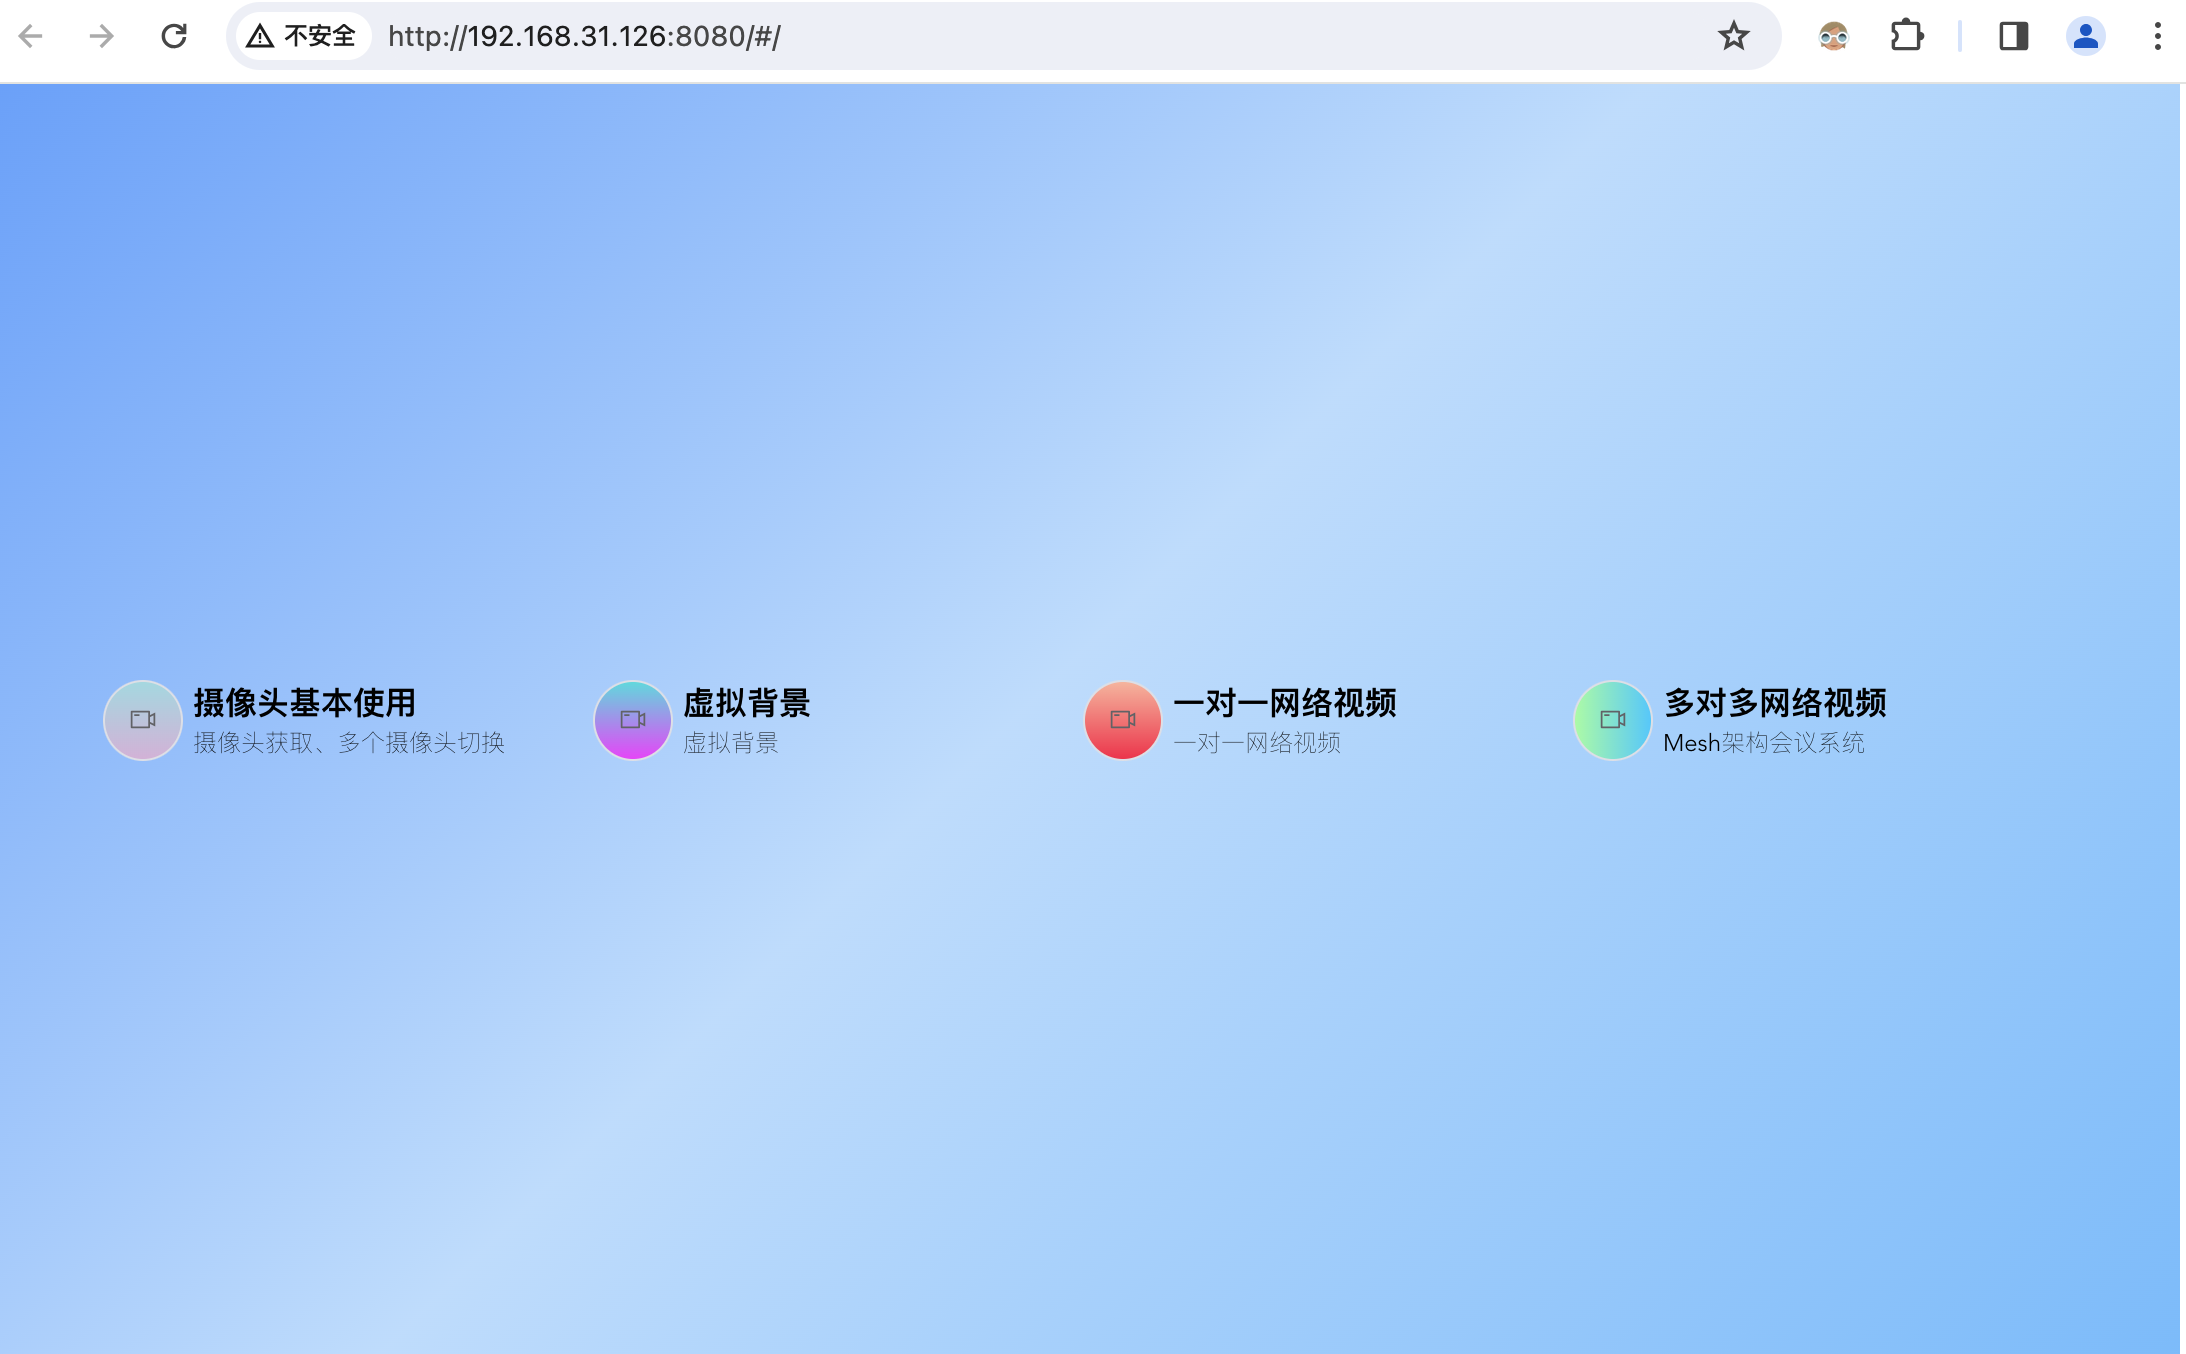 不安全 http://192.168.31.126:8080/#/
摄像头基本使用
摄像头获取、多个摄像头切换
虚拟背景
虚拟背景
一对一网络视频
一对一网络视频
多对多网络视频
Mesh架构会议系统